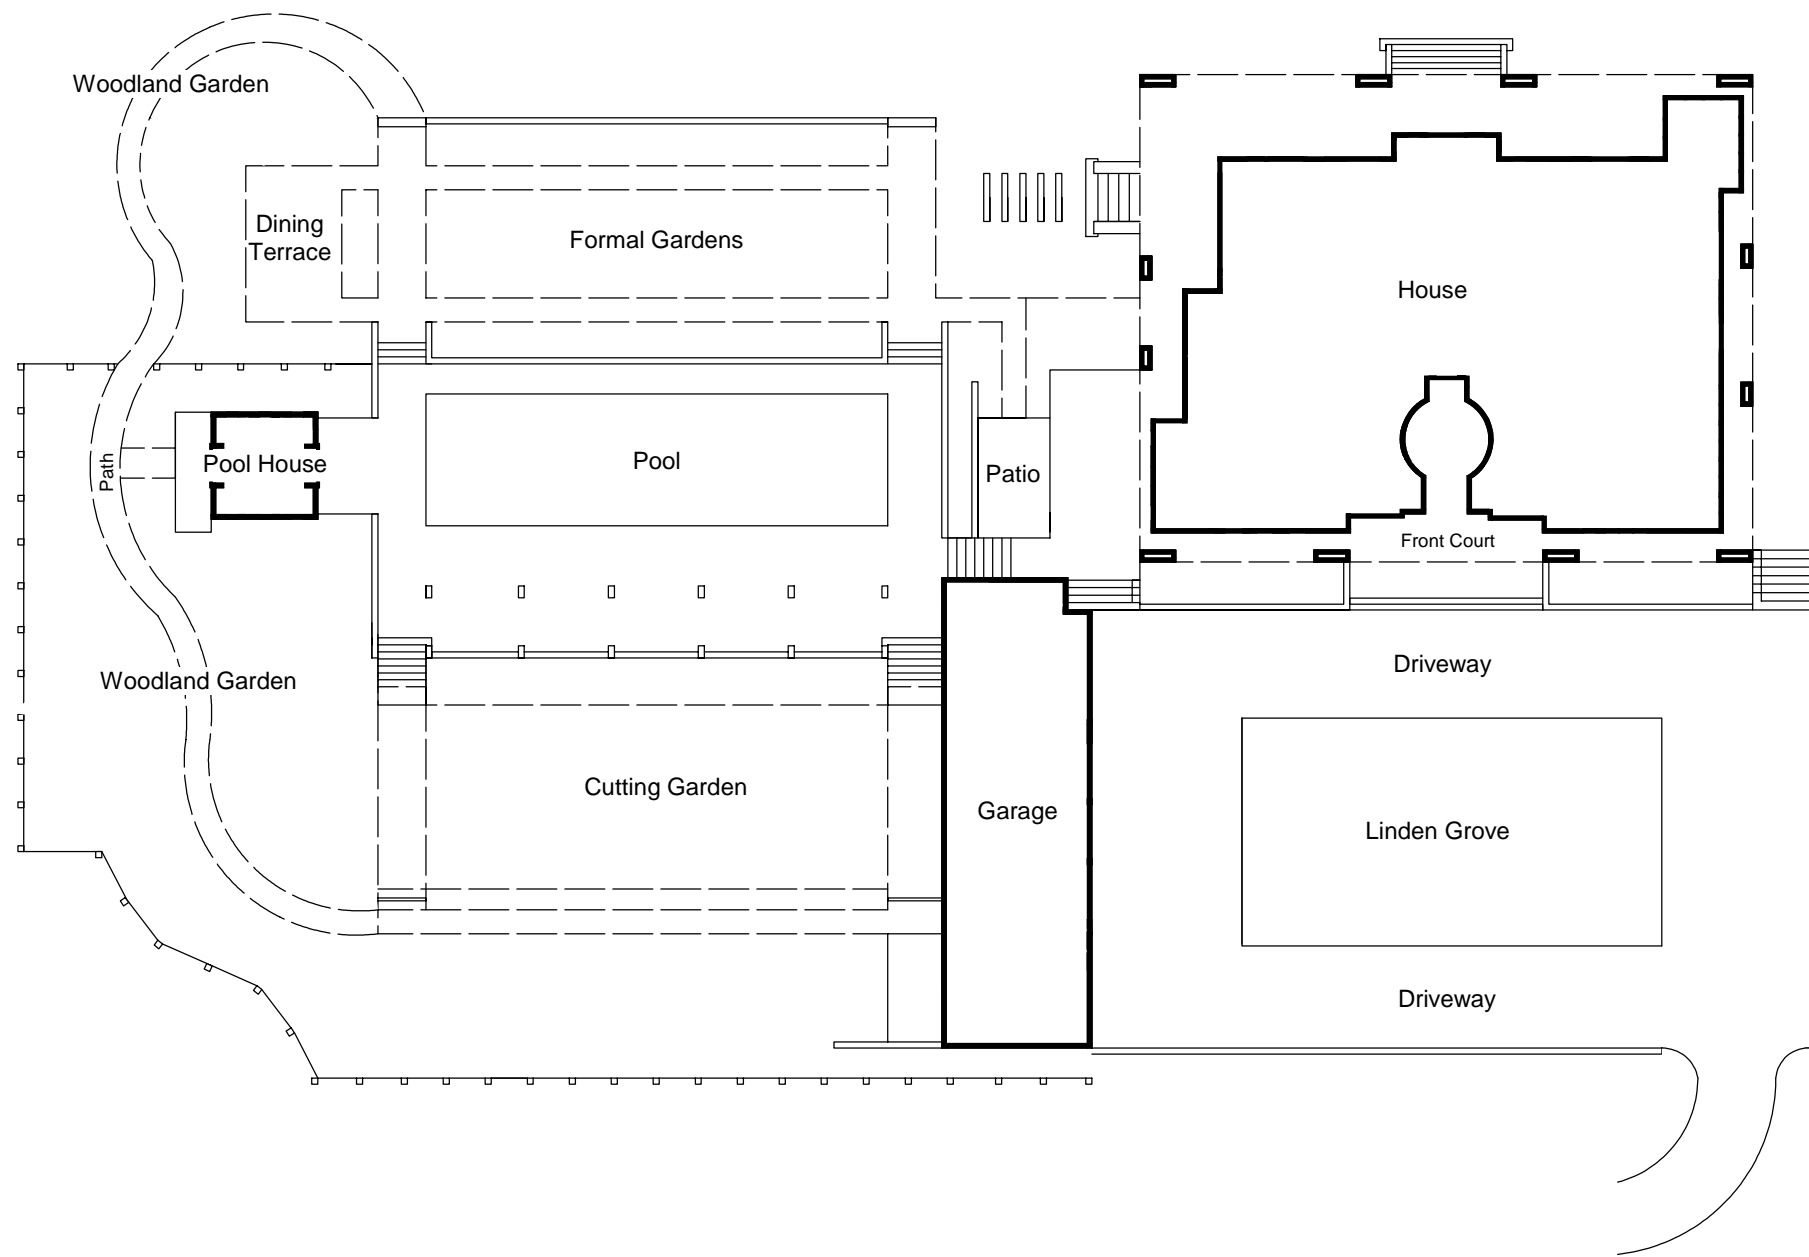 Woodland Garden
Dining
Terrace
Formal Gardens
House
Path
Pool House
Pool
Patio
Front Court
Woodland Garden
Driveway
Cutting Garden
Garage
Linden Grove
Driveway